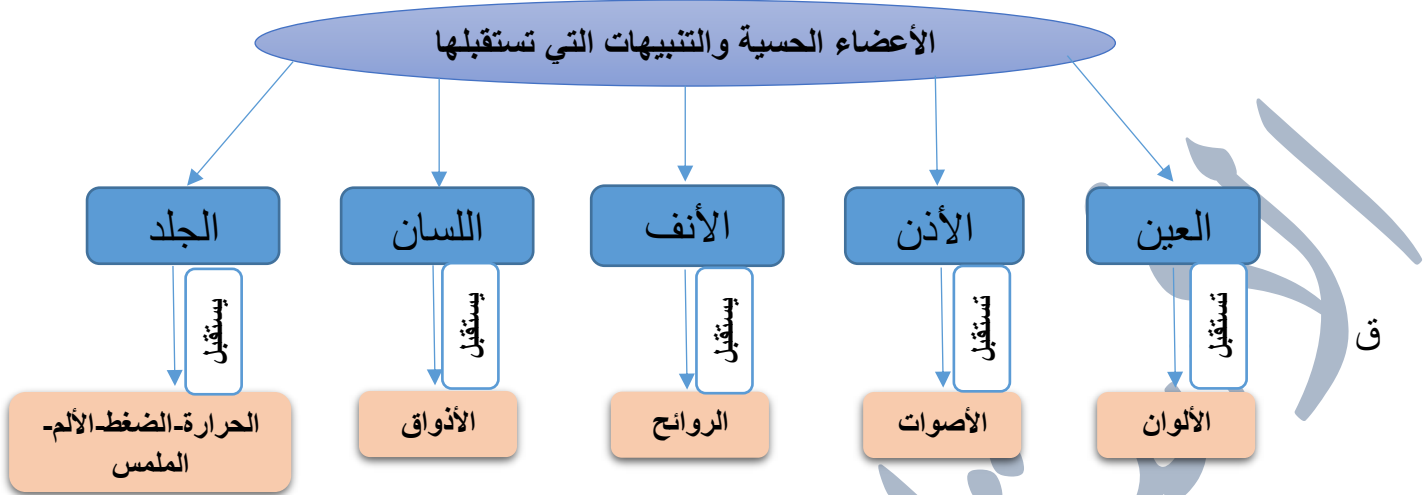 الأعضاء الحسية والتنبيهات التي تستقبلها
العين
الأذن
الأنف
اللسان
الجلد
تستقبل
تستقبل
يستقبل
يستقبل
يستقبل
ق
الألوان
الأصوات
الروائح
الأذواق
الحرارة-الضغط-الألم-
الملمس